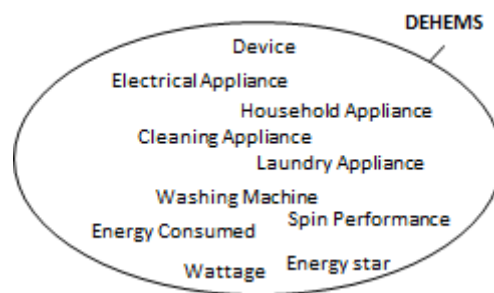 DEHEMS
Device
Electrical Appliance
Household Appliance
Cleaning Appliance
Laundry Appliance
Washing Machine
Spin Performance
Energy Consumed
Energy star
Wattage